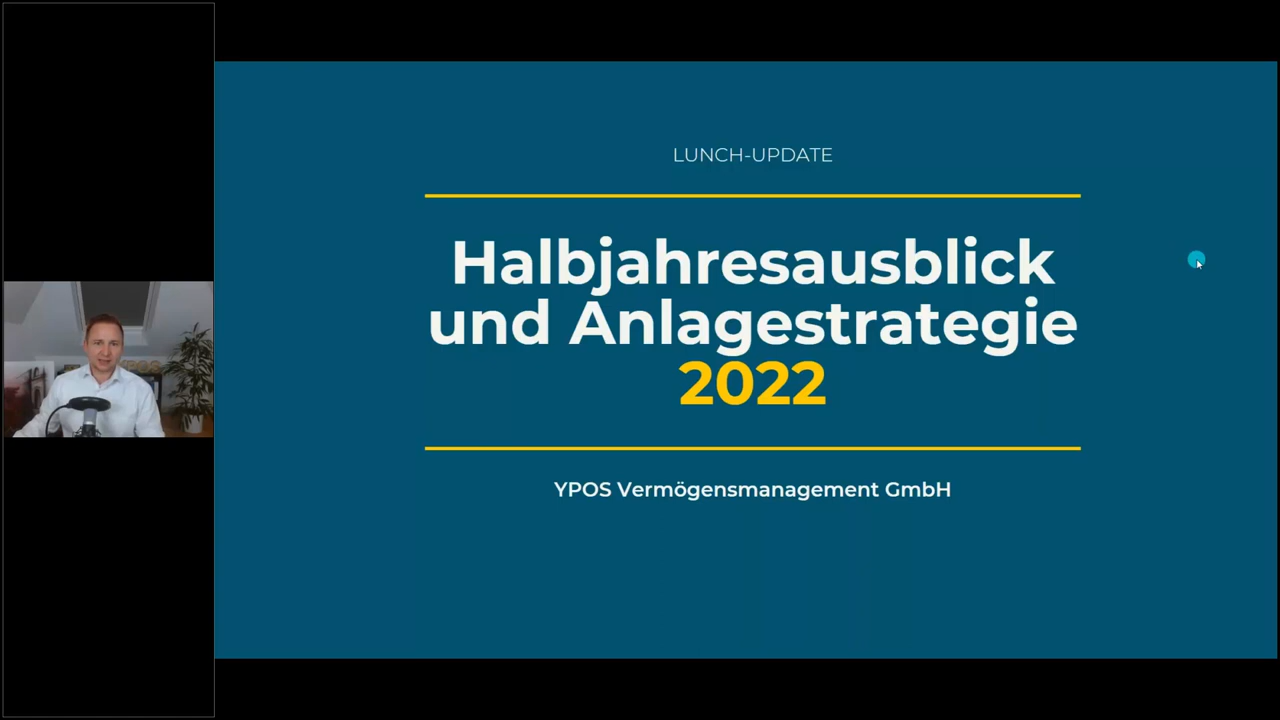 LUNCH-UPDATE
Halbjahresausblick
und Anlagestrategie
2022
YPOS Vermögensmanagement GmbH